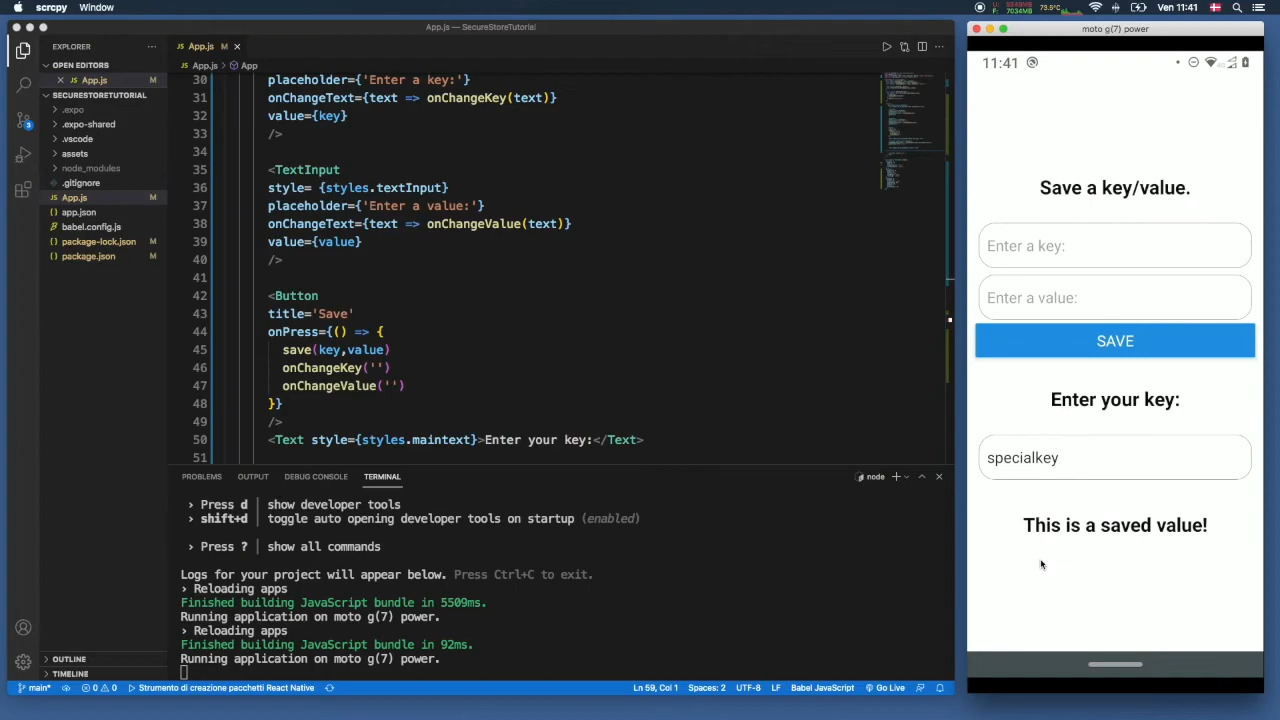 scrcpy Window
73.5°C
Ven 11:41
App.js — SecureStoreTutorial
EXPLORER
OPEN EDITORS
App.js M
SECURESTORETUTORIAL
.expo
.expo-shared
.vscode
assets
node_modules
.gitignore
App.js M
app.json
babel.config.js
package-lock.json M
package.json M
OUTLINE
TIMELINE
3
App.js
App.js > App
30 placeholder={'Enter a key:'}
31 onChangeText={text => onChangeKey(text)}
32 value={key}
33 />
34
35 <TextInput
36 style= {styles.textInput}
37 placeholder={'Enter a value:'}
38 onChangeText={text => onChangeValue(text)}
39 value={value}
40 />
41
42 <Button
43 title='Save'
44 onPress={() => {
45 save(key,value)
46 onChangeKey('')
47 onChangeValue('')
48 }}
49 />
50 <Text style={styles.maintext}>Enter your key:</Text>
51
PROBLEMS OUTPUT DEBUG CONSOLE TERMINAL
node
› Press d │ show developer tools
› shift+d │ toggle auto opening developer tools on startup (enabled)
› Press ? │ show all commands
Logs for your project will appear below. Press Ctrl+C to exit.
› Reloading apps
Finished building JavaScript bundle in 5509ms.
Running application on moto g(7) power.
› Reloading apps
Finished building JavaScript bundle in 92ms.
Running application on moto g(7) power.
main* 0 0 Strumento di creazione pacchetti React Native
Ln 59, Col 1 Spaces: 2 UTF-8 LF Babel JavaScript Go Live
moto g(7) power
11:41
Save a key/value.
Enter a key:
Enter a value:
SAVE
Enter your key:
specialkey
This is a saved value!